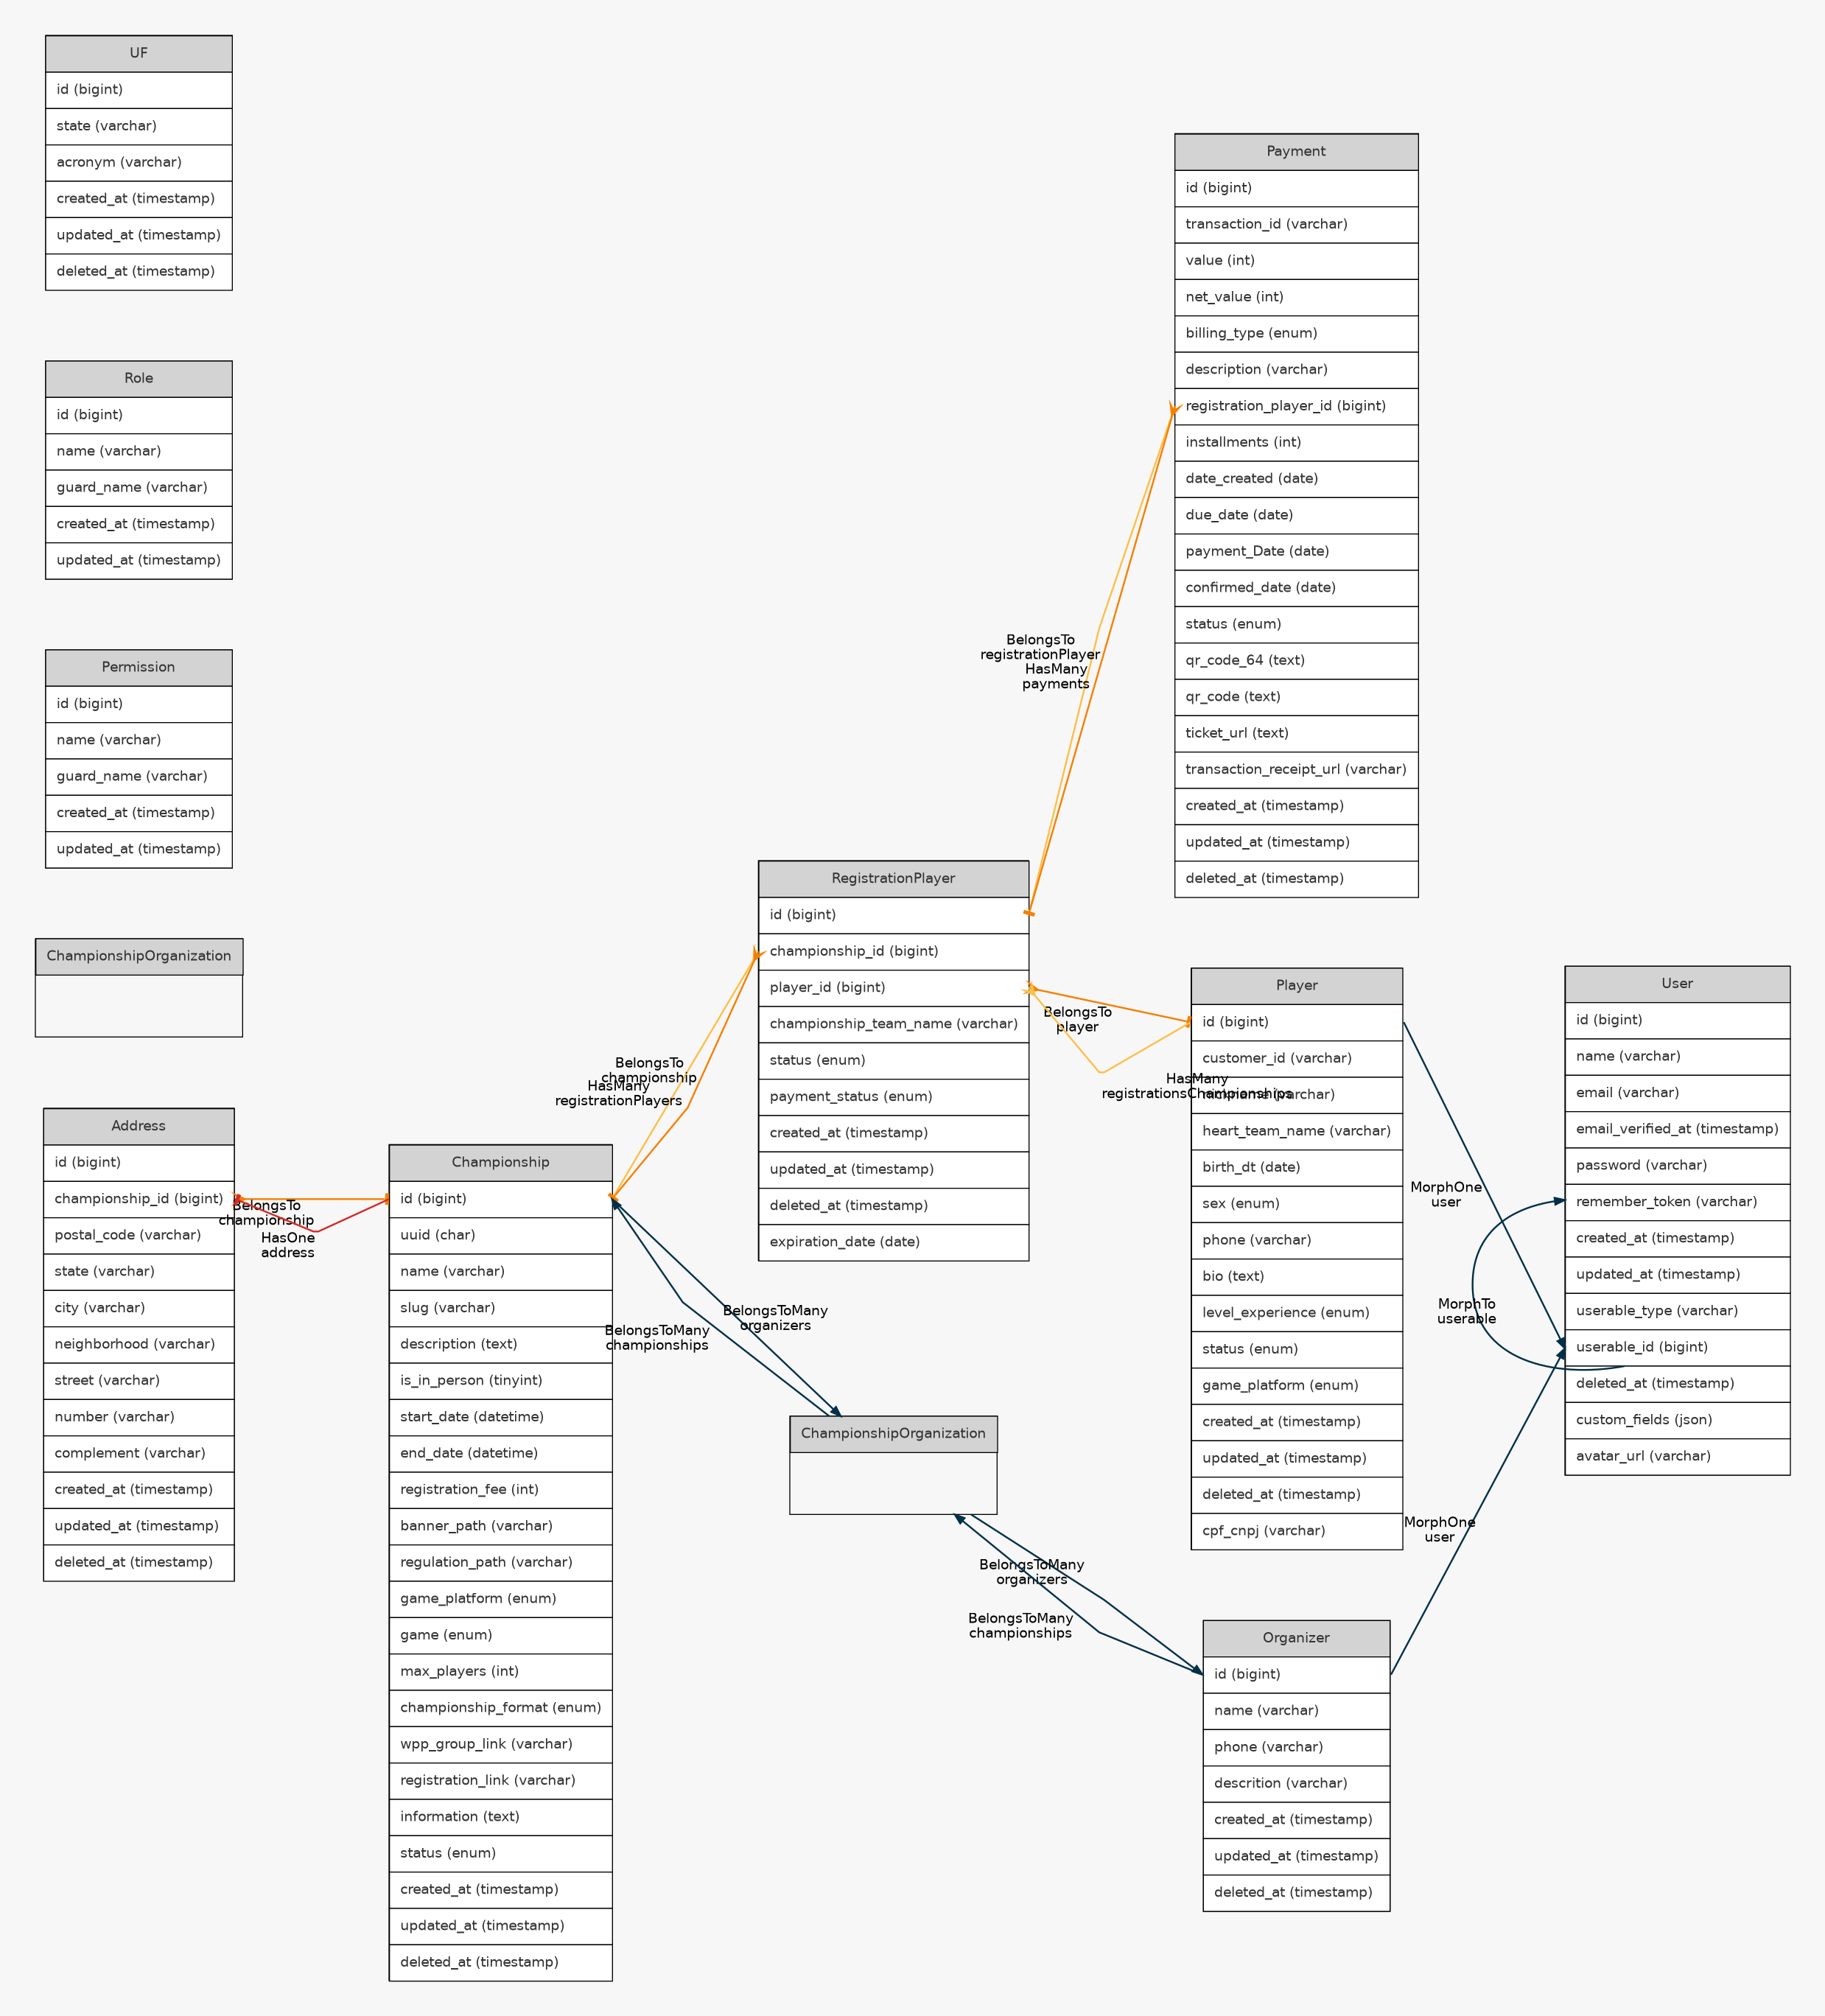 UF
id (bigint)
state (varchar)
acronym (varchar)
created_at (timestamp)
updated_at (timestamp)
deleted_at (timestamp)
Role
id (bigint)
name (varchar)
guard_name (varchar)
created_at (timestamp)
updated_at (timestamp)
Permission
id (bigint)
name (varchar)
guard_name (varchar)
created_at (timestamp)
updated_at (timestamp)
ChampionshipOrganization
Address
id (bigint)
championship_id (bigint)
postal_code (varchar)
state (varchar)
city (varchar)
neighborhood (varchar)
street (varchar)
number (varchar)
complement (varchar)
created_at (timestamp)
updated_at (timestamp)
deleted_at (timestamp)
BelongsTo
championship
HasOne
address
Championship
id (bigint)
uuid (char)
name (varchar)
slug (varchar)
description (text)
is_in_person (tinyint)
start_date (datetime)
end_date (datetime)
registration_fee (int)
banner_path (varchar)
regulation_path (varchar)
game_platform (enum)
game (enum)
max_players (int)
championship_format (enum)
wpp_group_link (varchar)
registration_link (varchar)
information (text)
status (enum)
created_at (timestamp)
updated_at (timestamp)
deleted_at (timestamp)
BelongsTo
championship
HasMany
registrationPlayers
BelongsToMany
organizers
BelongsToMany
championships
RegistrationPlayer
id (bigint)
championship_id (bigint)
player_id (bigint)
championship_team_name (varchar)
status (enum)
payment_status (enum)
created_at (timestamp)
updated_at (timestamp)
deleted_at (timestamp)
expiration_date (date)
ChampionshipOrganization
BelongsToMany
organizers
BelongsToMany
championships
BelongsTo
registrationPlayer
HasMany
payments
BelongsTo
player
HasMany
registrationsChampionships
Payment
id (bigint)
transaction_id (varchar)
value (int)
net_value (int)
billing_type (enum)
description (varchar)
registration_player_id (bigint)
installments (int)
date_created (date)
due_date (date)
payment_Date (date)
confirmed_date (date)
status (enum)
qr_code_64 (text)
qr_code (text)
ticket_url (text)
transaction_receipt_url (varchar)
created_at (timestamp)
updated_at (timestamp)
deleted_at (timestamp)
Player
id (bigint)
customer_id (varchar)
nickname (varchar)
heart_team_name (varchar)
birth_dt (date)
sex (enum)
phone (varchar)
bio (text)
level_experience (enum)
status (enum)
game_platform (enum)
created_at (timestamp)
updated_at (timestamp)
deleted_at (timestamp)
cpf_cnpj (varchar)
Organizer
id (bigint)
name (varchar)
phone (varchar)
descrition (varchar)
created_at (timestamp)
updated_at (timestamp)
deleted_at (timestamp)
MorphOne
user
MorphTo
userable
MorphOne
user
User
id (bigint)
name (varchar)
email (varchar)
email_verified_at (timestamp)
password (varchar)
remember_token (varchar)
created_at (timestamp)
updated_at (timestamp)
userable_type (varchar)
userable_id (bigint)
deleted_at (timestamp)
custom_fields (json)
avatar_url (varchar)